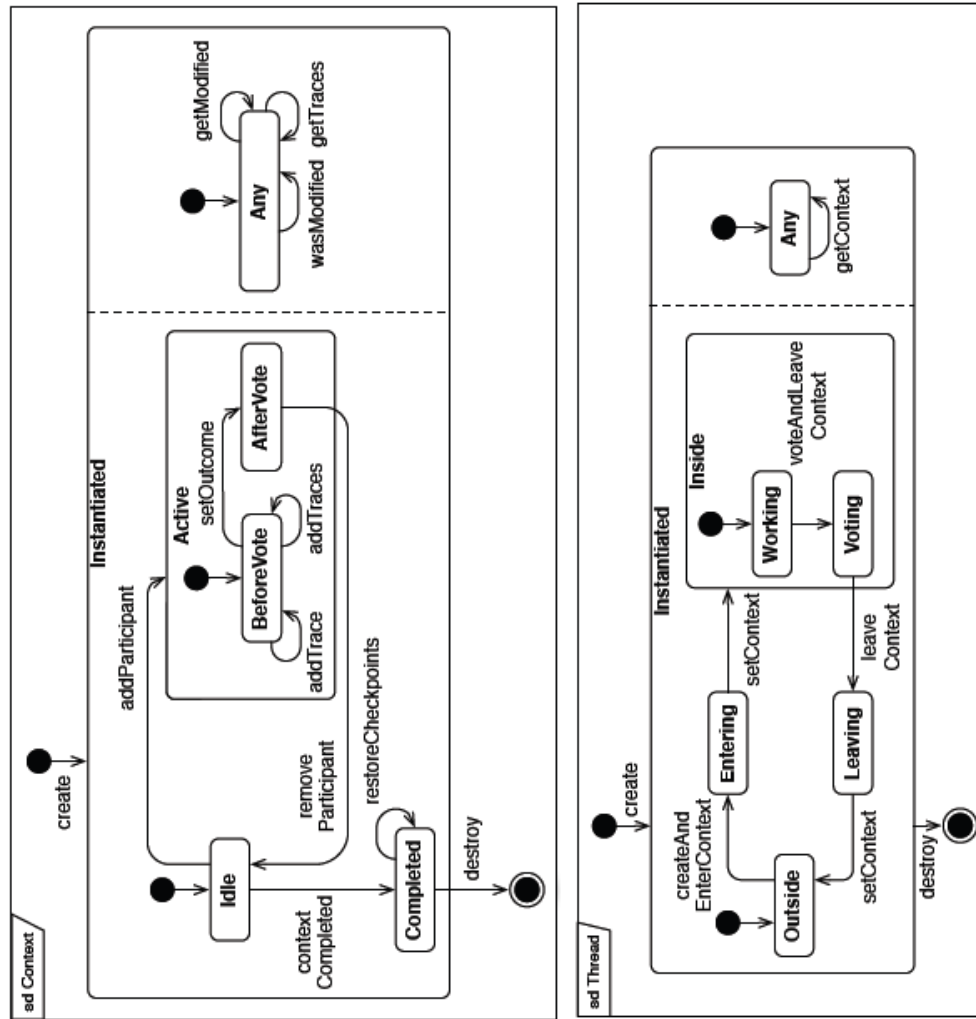 sd Context
create
Instantiated
addParticipant
Idle
Active
setOutcome
BeforeVote
AfterVote
addTrace
addTraces
remove
Participant
context
Completed
restoreCheckpoints
Completed
destroy
getModified
Any
wasModified
getTraces
sd Thread
create
Instantiated
createAnd
EnterContext
Entering
setContext
Inside
Working
voteAndLeave
Context
Voting
leave
Context
Leaving
setContext
Outside
destroy
Any
getContext